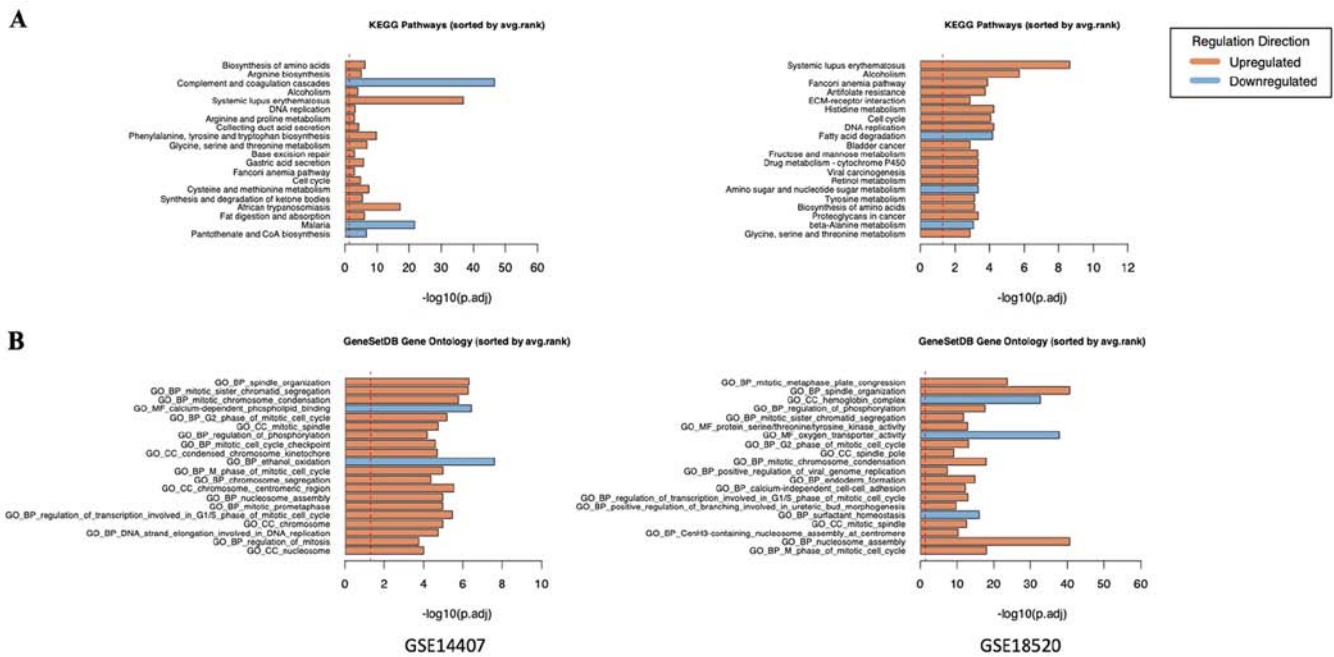 A
KEGG Pathways (sorted by avg.rank)
Biosynthesis of amino acids
Arginine biosynthesis
Complement and coagulation cascades
Alcoholism
Systemic lupus erythematosus
DNA replication
Arginine and proline metabolism
Collecting duct acid secretion
Phenylalanine, tyrosine and tryptophan biosynthesis
Glycine, serine and threonine metabolism
Base excision repair
Gastric acid secretion
Fanconi anemia pathway
Cell cycle
Cysteine and methionine metabolism
Synthesis and degradation of ketone bodies
African trypanosomiasis
Fat digestion and absorption
Malaria
Pantothenate and CoA biosynthesis
0 10 20 30 40 50 60
-log10(p.adj)
KEGG Pathways (sorted by avg.rank)
Systemic lupus erythematosus
Alcoholism
Fanconi anemia pathway
Antifolate resistance
ECM-receptor interaction
Histidine metabolism
Cell cycle
DNA replication
Fatty acid degradation
Bladder cancer
Fructose and mannose metabolism
Drug metabolism - cytochrome P450
Viral carcinogenesis
Retinol metabolism
Amino sugar and nucleotide sugar metabolism
Tyrosine metabolism
Biosynthesis of amino acids
Proteoglycans in cancer
beta-Alanine metabolism
Glycine, serine and threonine metabolism
0 2 4 6 8 10 12
-log10(p.adj)
Regulation Direction
Upregulated
Downregulated
B
GeneSetDB Gene Ontology (sorted by avg.rank)
GO_BP_spindle_organization
GO_BP_mitotic_sister_chromatid_segregation
GO_BP_mitotic_chromosome_condensation
GO_MF_calcium-dependent_phospholipid_binding
GO_BP_G2_phase_of_mitotic_cell_cycle
GO_CC_mitotic_spindle
GO_BP_regulation_of_phosphorylation
GO_BP_mitotic_cell_cycle_checkpoint
GO_CC_condensed_chromosome_kinetochore
GO_BP_ethanol_oxidation
GO_BP_M_phase_of_mitotic_cell_cycle
GO_BP_chromosome_segregation
GO_CC_chromosome,_centromeric_region
GO_BP_nucleosome_assembly
GO_BP_mitotic_prometaphase
GO_BP_regulation_of_transcription_involved_in_G1/S_phase_of_mitotic_cell_cycle
GO_CC_chromosome
GO_BP_DNA_strand_elongation_involved_in_DNA_replication
GO_BP_regulation_of_mitosis
GO_CC_nucleosome
0 2 4 6 8 10
-log10(p.adj)
GSE14407
GeneSetDB Gene Ontology (sorted by avg.rank)
GO_BP_mitotic_metaphase_plate_congression
GO_BP_spindle_organization
GO_CC_hemoglobin_complex
GO_BP_regulation_of_phosphorylation
GO_BP_mitotic_sister_chromatid_segregation
GO_MF_protein_serine/threonine/tyrosine_kinase_activity
GO_MF_oxygen_transporter_activity
GO_BP_G2_phase_of_mitotic_cell_cycle
GO_CC_spindle_pole
GO_BP_mitotic_chromosome_condensation
GO_BP_positive_regulation_of_viral_genome_replication
GO_BP_endoderm_formation
GO_BP_calcium-independent_cell-cell_adhesion
GO_BP_regulation_of_transcription_involved_in_G1/S_phase_of_mitotic_cell_cycle
GO_BP_positive_regulation_of_branching_involved_in_ureteric_bud_morphogenesis
GO_BP_surfactant_homeostasis
GO_CC_mitotic_spindle
GO_BP_CenH3-containing_nucleosome_assembly_at_centromere
GO_BP_nucleosome_assembly
GO_BP_M_phase_of_mitotic_cell_cycle
0 10 20 30 40 50 60
-log10(p.adj)
GSE18520